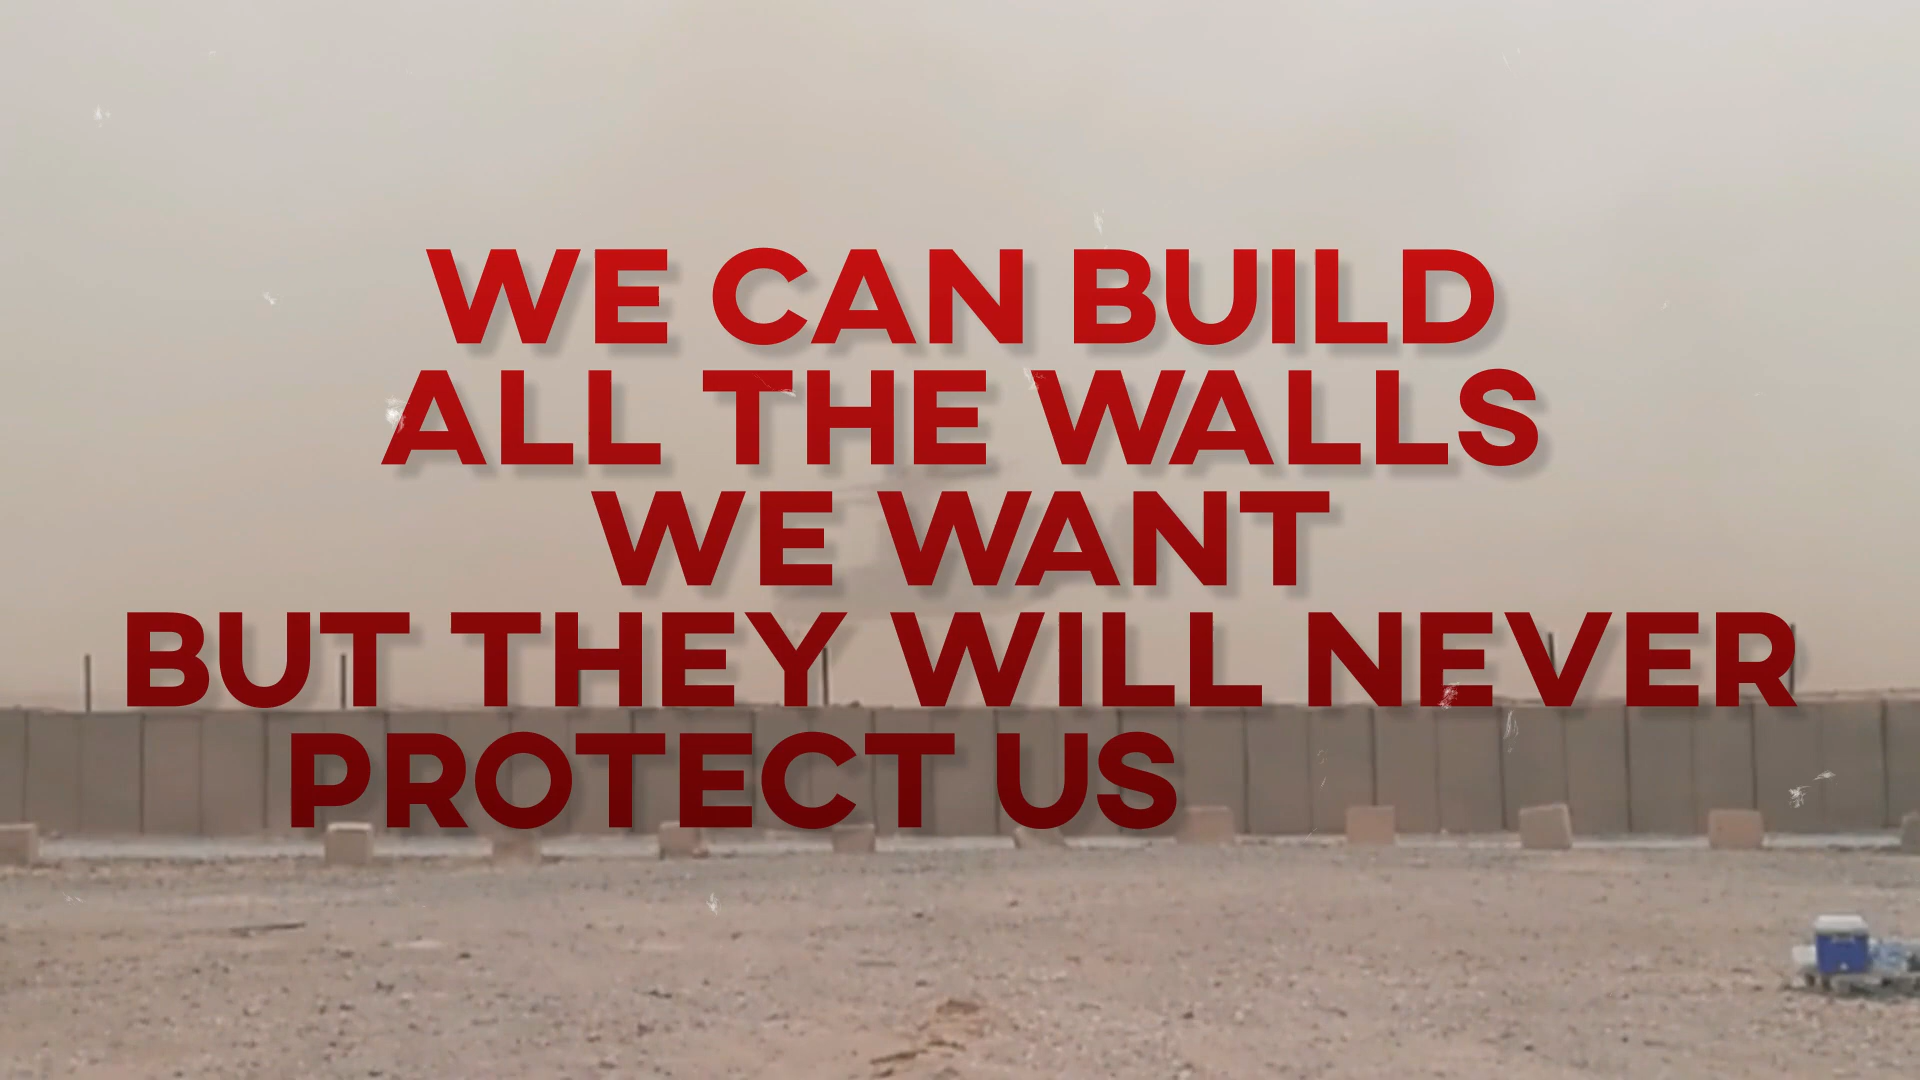 WE CAN BUILD
ALL THE WALLS
WE WANT
BUT THEY WILL NEVER
PROTECT US